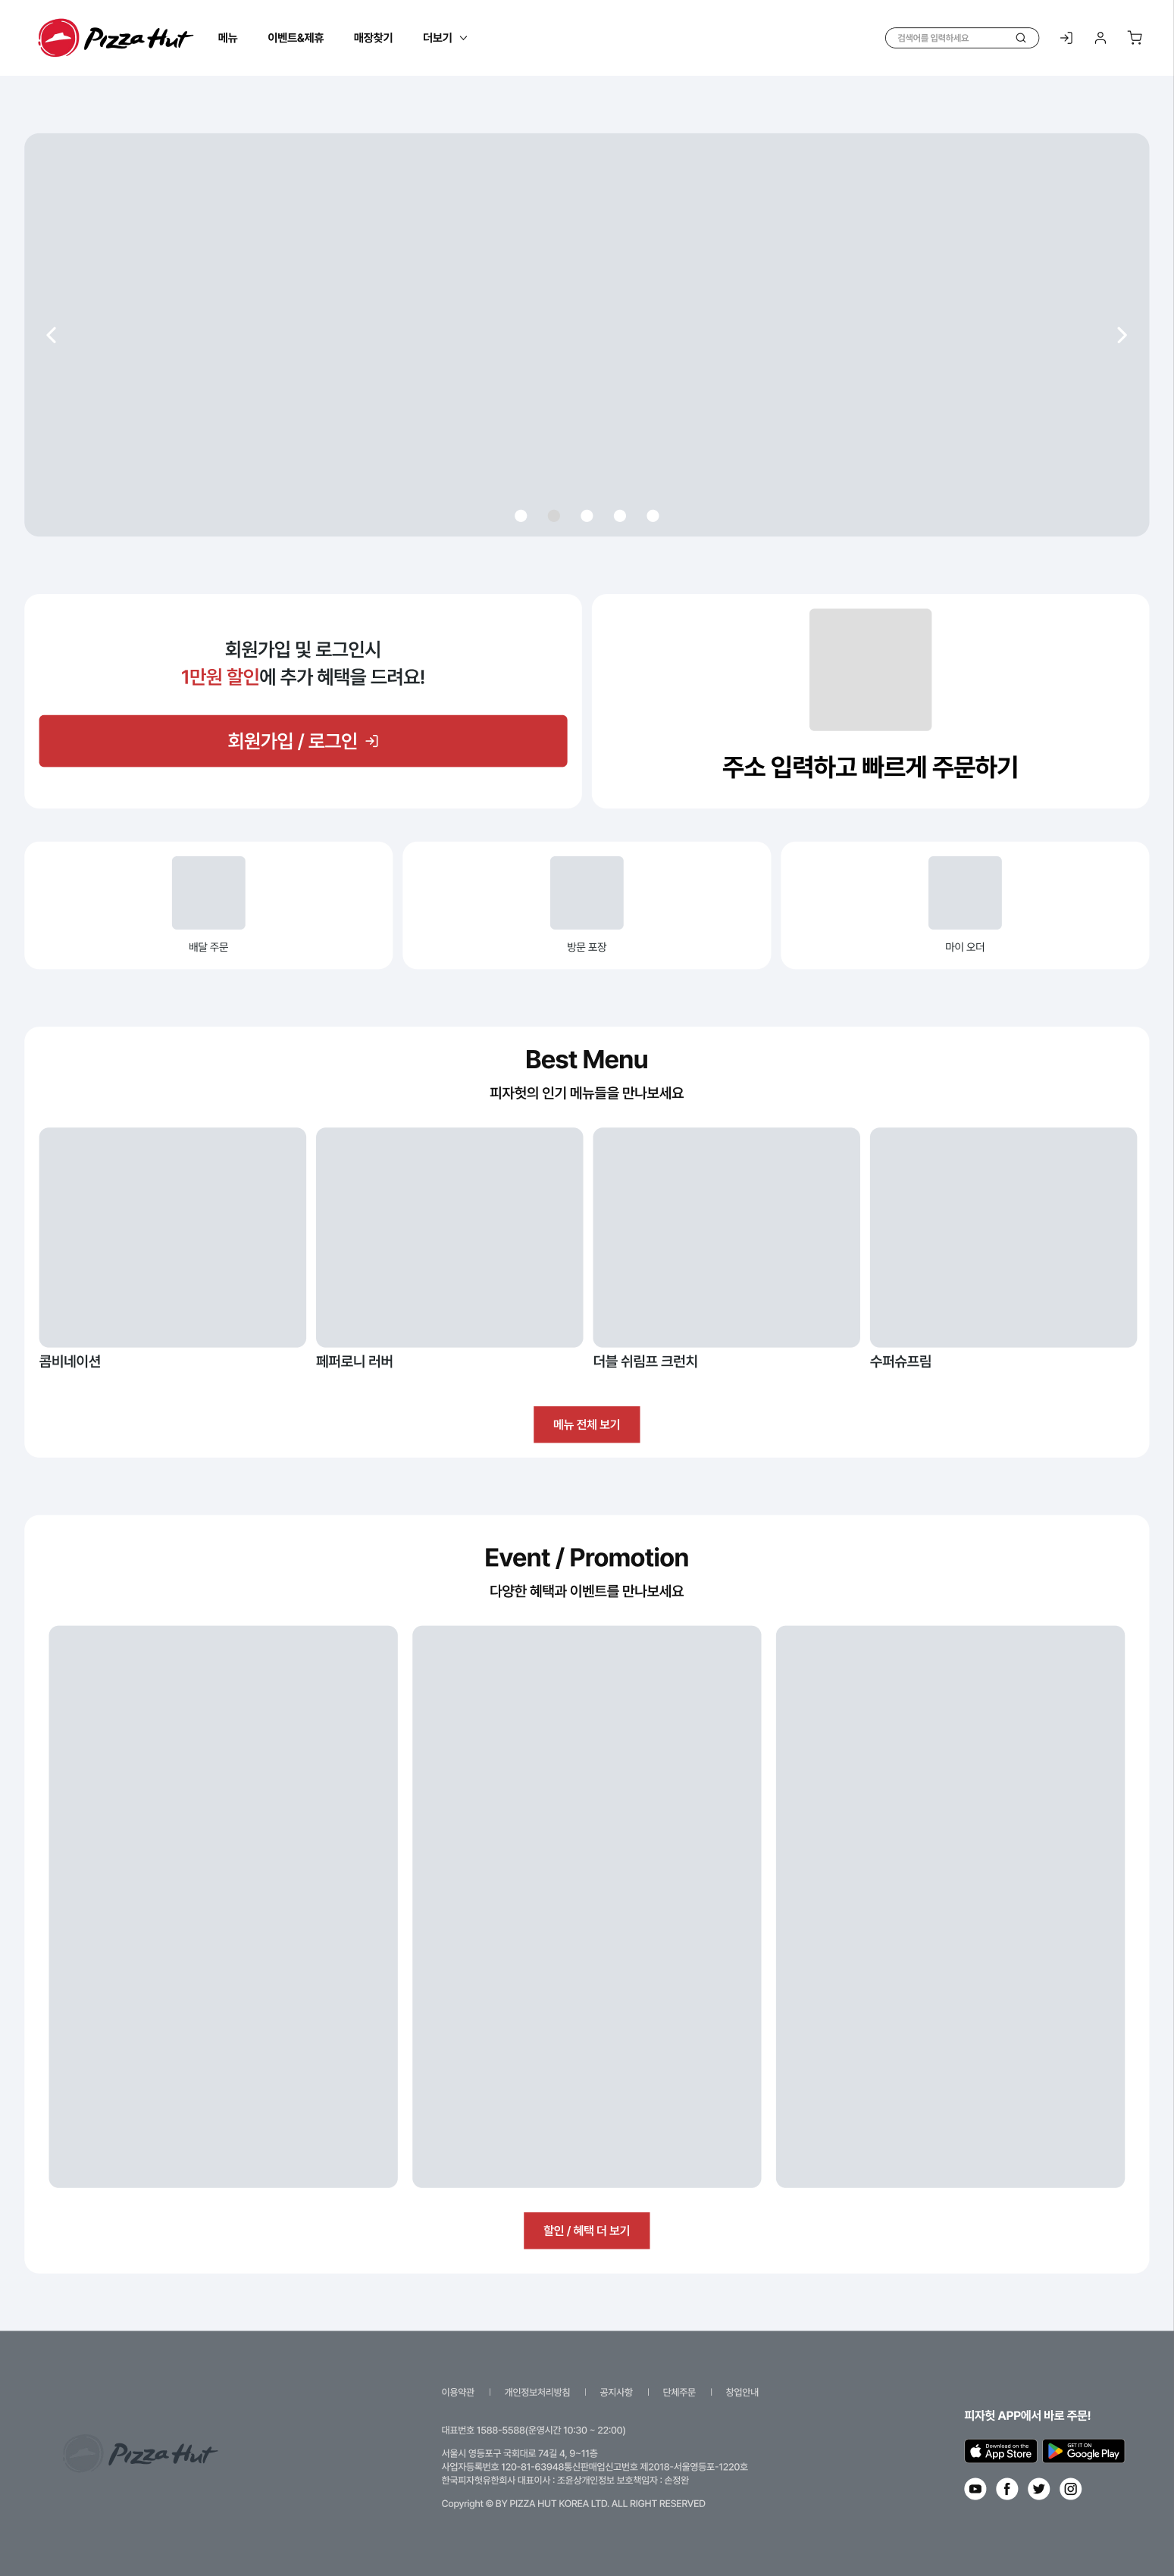 Pizza Hut
메뉴 이벤트&제휴 매장찾기 더보기
검색어를 입력하세요
회원가입 및 로그인시
1만원 할인에 추가 혜택을 드려요!
회원가입 / 로그인
주소 입력하고 빠르게 주문하기
배달 주문
방문 포장
마이 오더
Best Menu
피자헛의 인기 메뉴들을 만나보세요
콤비네이션
페퍼로니 러버
더블 쉬림프 크런치
수퍼슈프림
메뉴 전체 보기
Event / Promotion
다양한 혜택과 이벤트를 만나보세요
할인 / 혜택 더 보기
Pizza Hut
이용약관 | 개인정보처리방침 | 공지사항 | 단체주문 | 창업안내
대표번호 1588-5588(운영시간 10:30 ~ 22:00)
서울시 영등포구 국회대로 74길 4, 9-11층
사업자등록번호 120-81-63948통신판매업신고번호 제2018-서울영등포-1220호
한국피자헛유한회사 대표이사 : 조윤상개인정보 보호책임자 : 손정완
Copyright © BY PIZZA HUT KOREA LTD. ALL RIGHT RESERVED
피자헛 APP에서 바로 주문!
Download on the
App Store
GET IT ON
Google Play